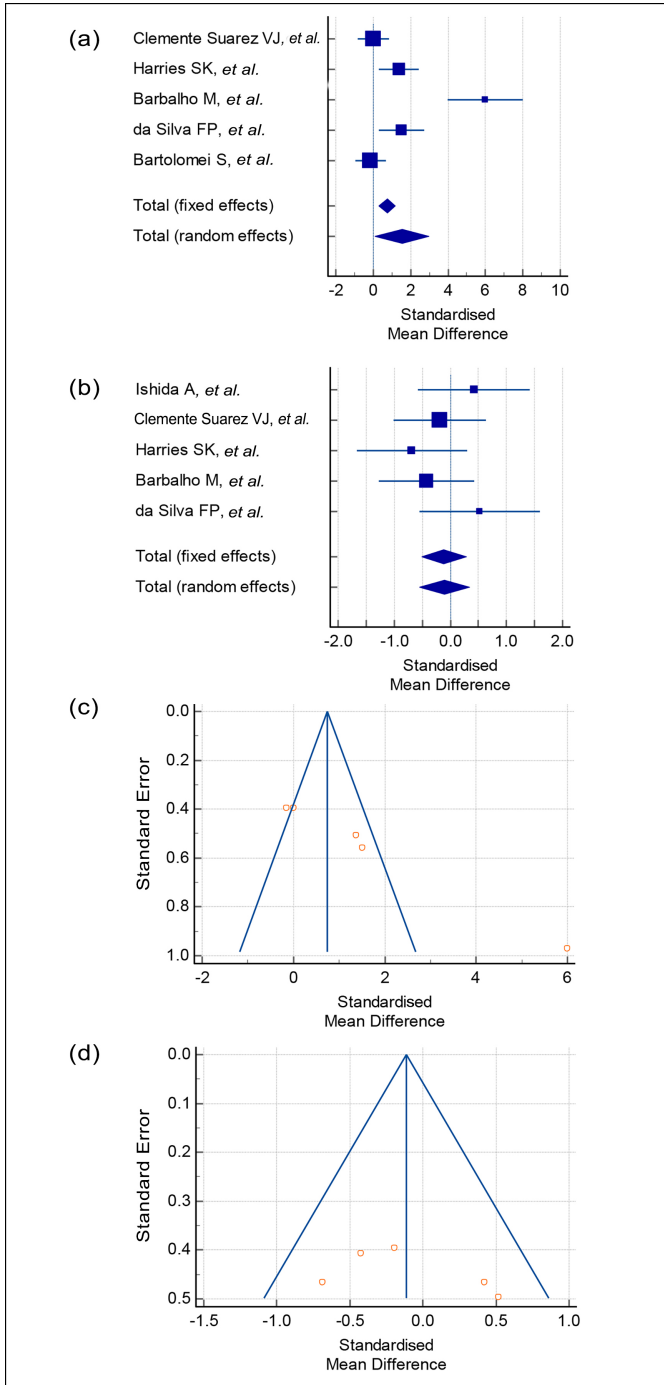 (a)
Clemente Suarez VJ, et al.
Harries SK, et al.
Barbalho M, et al.
da Silva FP, et al.
Bartolomei S, et al.
Total (fixed effects)
Total (random effects)
-2 0 2 4 6 8 10
Standardised
Mean Difference
(b)
Ishida A, et al.
Clemente Suarez VJ, et al.
Harries SK, et al.
Barbalho M, et al.
da Silva FP, et al.
Total (fixed effects)
Total (random effects)
-2.0 -1.0 0.0 1.0 2.0
Standardised
Mean Difference
(c)
Standard Error
0.0
0.2
0.4
0.6
0.8
1.0
-2 0 2 4 6
Standardised
Mean Difference
(d)
Standard Error
0.0
0.1
0.2
0.3
0.4
0.5
-1.5 -1.0 -0.5 0.0 0.5 1.0
Standardised
Mean Difference